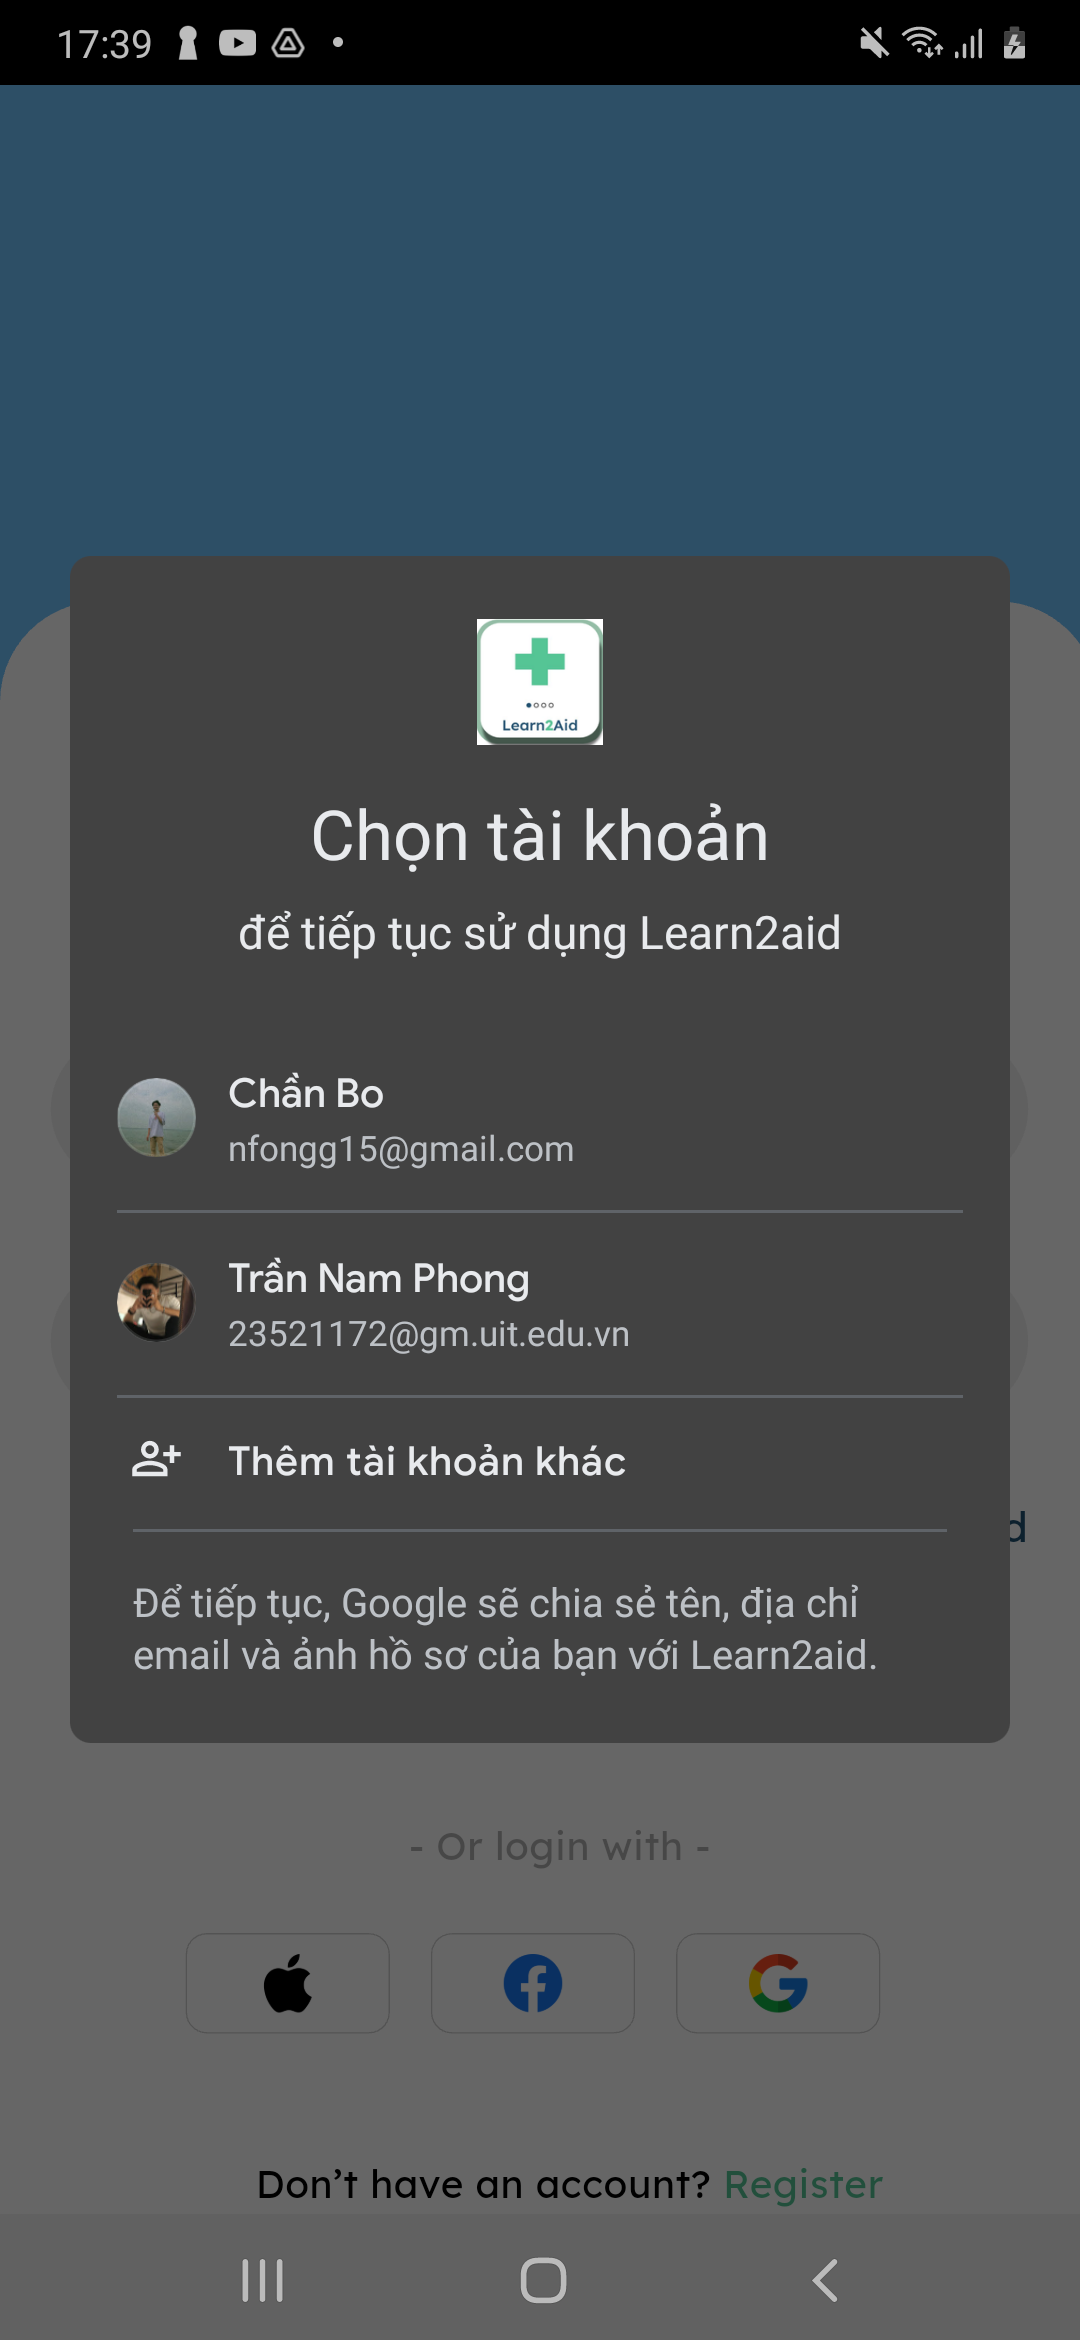 17:39
Learn2Aid
Chọn tài khoản
để tiếp tục sử dụng Learn2aid
Chần Bo
nfongg15@gmail.com
Trần Nam Phong
23521172@gm.uit.edu.vn
Thêm tài khoản khác
d
Để tiếp tục, Google sẽ chia sẻ tên, địa chỉ
email và ảnh hồ sơ của bạn với Learn2aid.
- Or login with -
Don’t have an account? Register